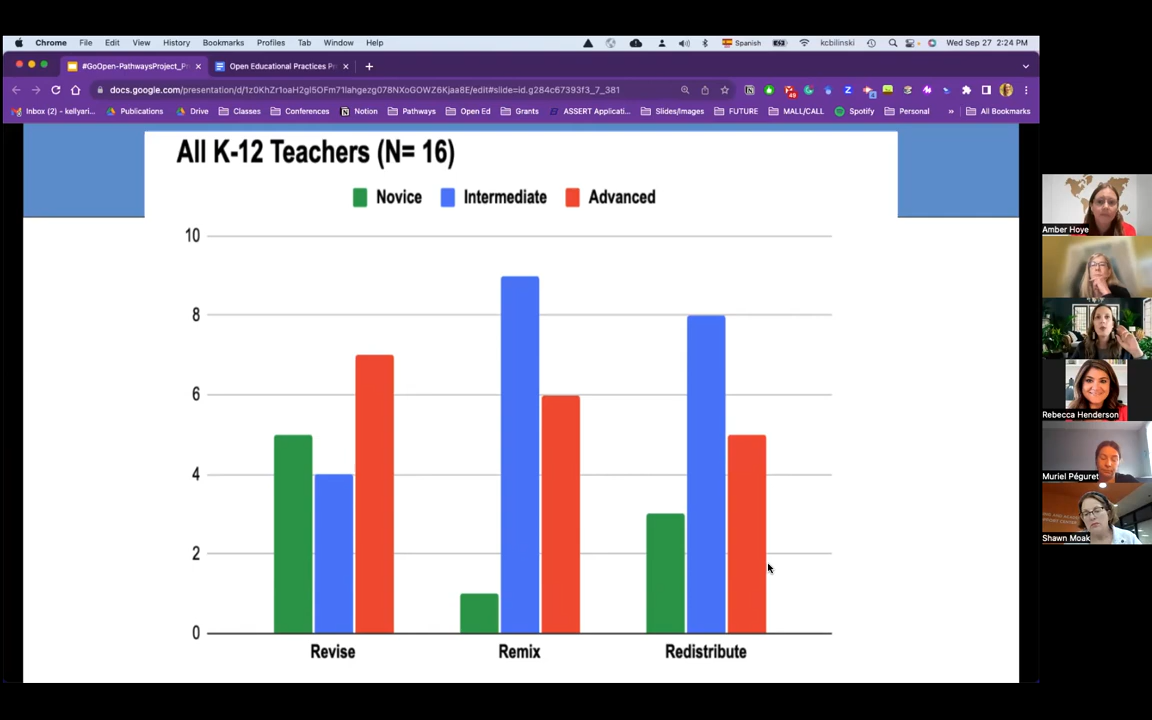 Chrome File Edit View History Bookmarks Profiles Tab Window Help Spanish kcbilinski Wed Sep 27 2:24 PM
#GoOpen-PathwaysProject_Pr Open Educational Practices Pr
docs.google.com/presentation/d/1z0KhZr1oaH2gI5OFm71lahgezg078NXoGOWZ6Kjaa8E/edit#slide=id.g284c67393f3_7_381
Inbox (2) - kellyari... Publications Drive Classes Conferences Notion Pathways Open Ed Grants ASSERT Applicati... Slides/Images FUTURE MALL/CALL Spotify Personal » All Bookmarks
All K-12 Teachers (N= 16)
Novice Intermediate Advanced
10
8
6
4
2
0
Revise Remix Redistribute
Amber Hoye
Rebecca Henderson
Muriel Péguret
Shawn Moak